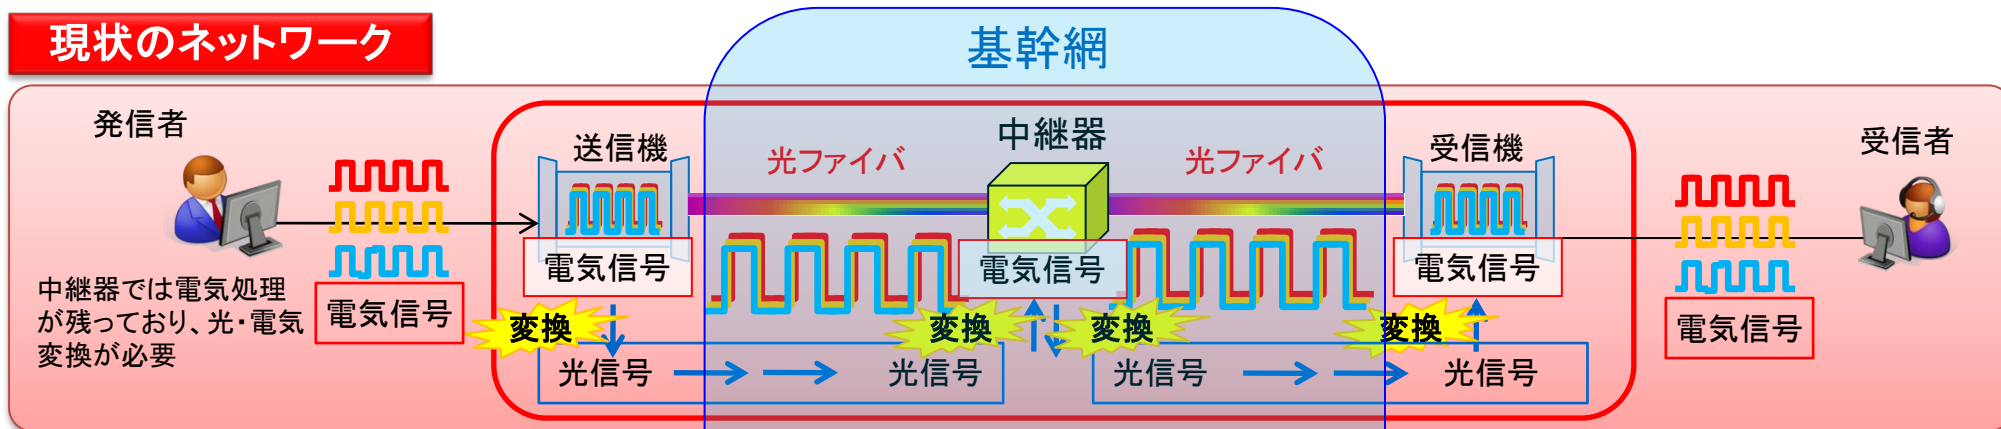 現状のネットワーク
基幹網
発信者
送信機
光ファイバ
中継器
光ファイバ
受信機
受信者
電気信号
電気信号
電気信号
電気信号
電気信号
中継器では電気処理
が残っており、光・電気
変換が必要
変換
変換
変換
変換
光信号
光信号
光信号
光信号